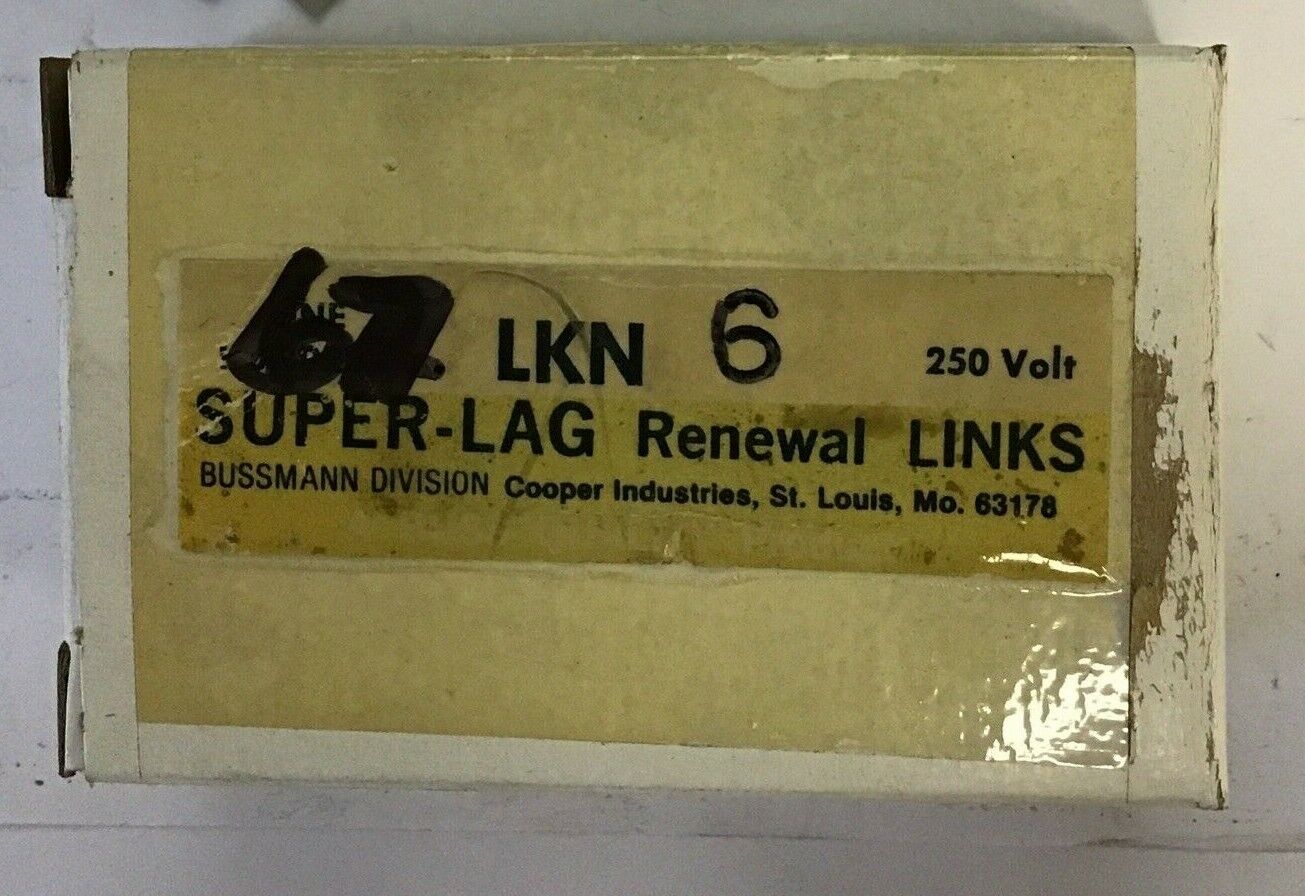 67 LKN 6 250 Volt
SUPER-LAG Renewal LINKS
BUSSMANN DIVISION Cooper Industries, St. Louis, Mo. 63178